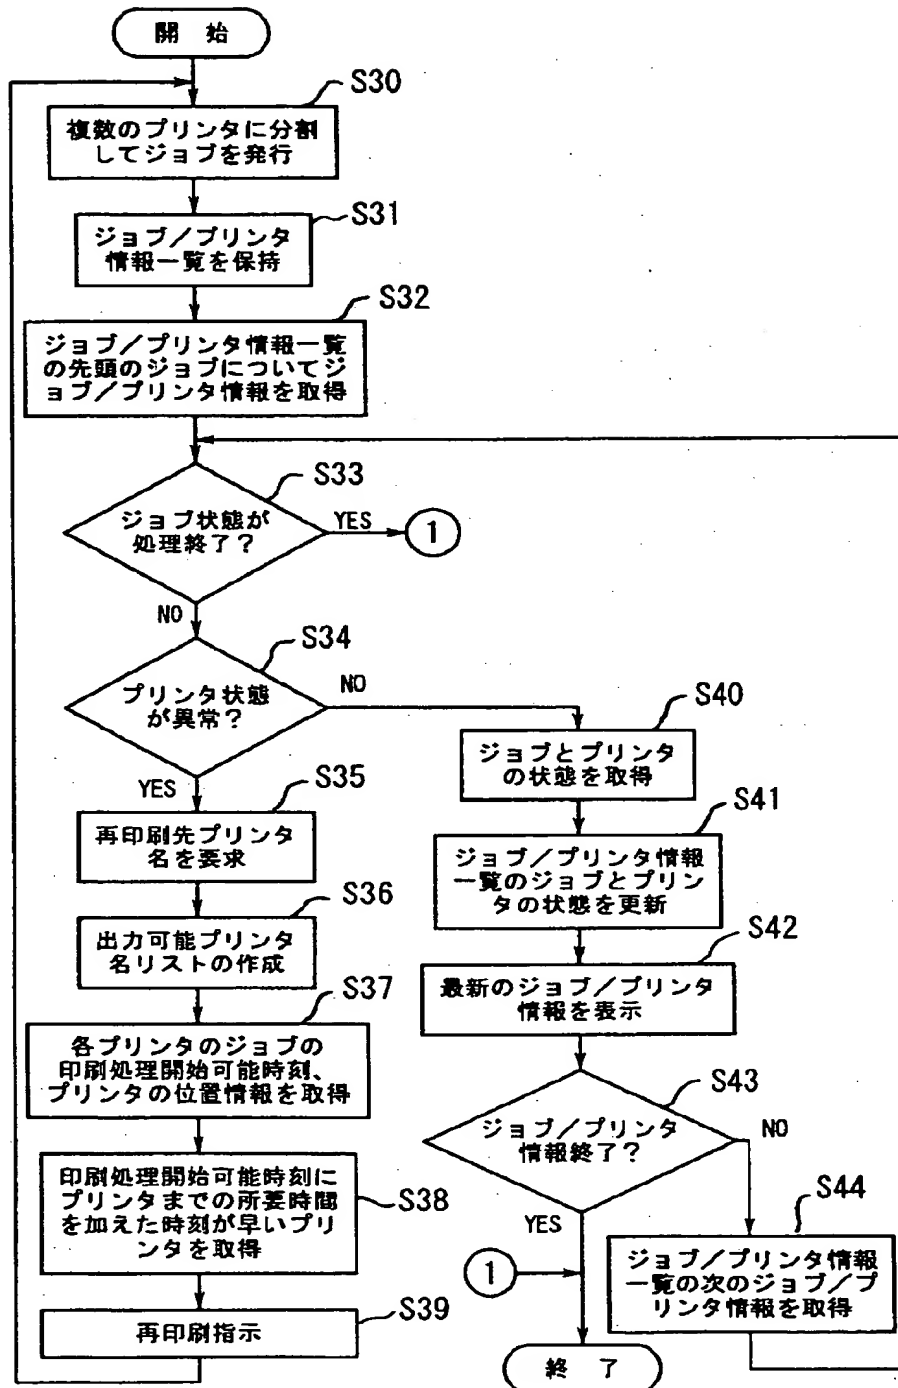 開 始
S30
複数のプリンタに分割
してジョブを発行
S31
ジョブ／プリンタ
情報一覧を保持
S32
ジョブ／プリンタ情報一覧
の先頭のジョブについてジ
ョブ／プリンタ情報を取得
S33
ジョブ状態が
処理終了？
YES
1
NO
S34
プリンタ状態
が異常？
NO
YES
S35
再印刷先プリンタ
名を要求
S36
出力可能プリンタ
名リストの作成
S37
各プリンタのジョブの
印刷処理開始可能時刻、
プリンタの位置情報を取得
S38
印刷処理開始可能時刻に
プリンタまでの所要時間
を加えた時刻が早いプリ
ンタを取得
S39
再印刷指示
S40
ジョブとプリンタ
の状態を取得
S41
ジョブ／プリンタ情報
一覧のジョブとプリン
タの状態を更新
S42
最新のジョブ／プリンタ
情報を表示
S43
ジョブ／プリンタ
情報終了？
NO
YES
S44
ジョブ／プリンタ情報
一覧の次のジョブ／プ
リンタ情報を取得
1
終 了